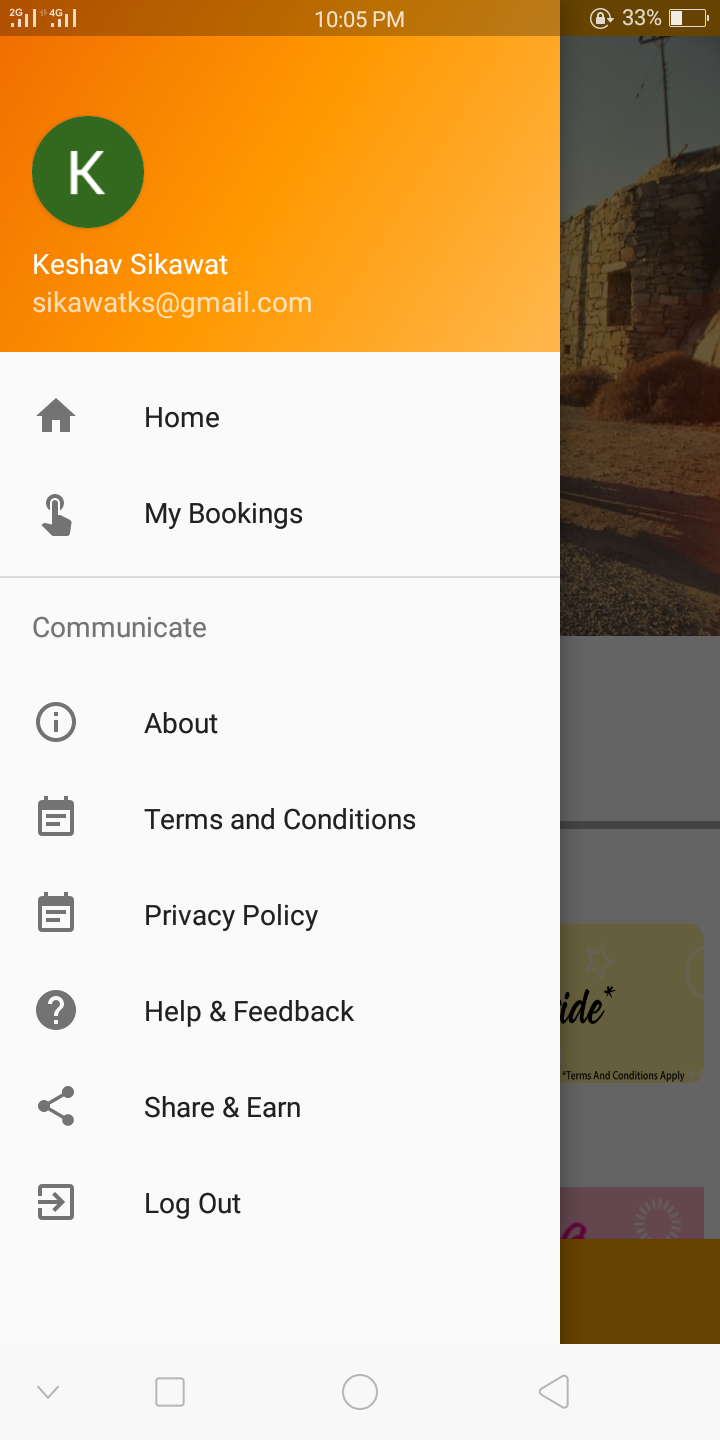 2G 4G 10:05 PM 33%
K
Keshav Sikawat
sikawatks@gmail.com
Home
My Bookings
Communicate
About
Terms and Conditions
Privacy Policy
Help & Feedback
Share & Earn
Log Out
ide*
*Terms And Conditions Apply